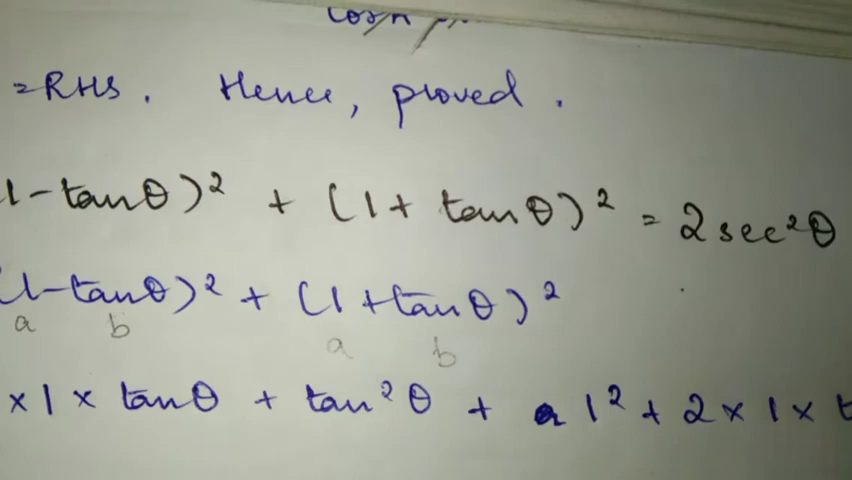 =RHS. Hence, proved.
1-tanθ)² + (1+ tanθ)² = 2sec²θ
(1-tanθ)² + (1+tanθ)²
a b a b
×1× tanθ + tan²θ + 1² + 2×1×